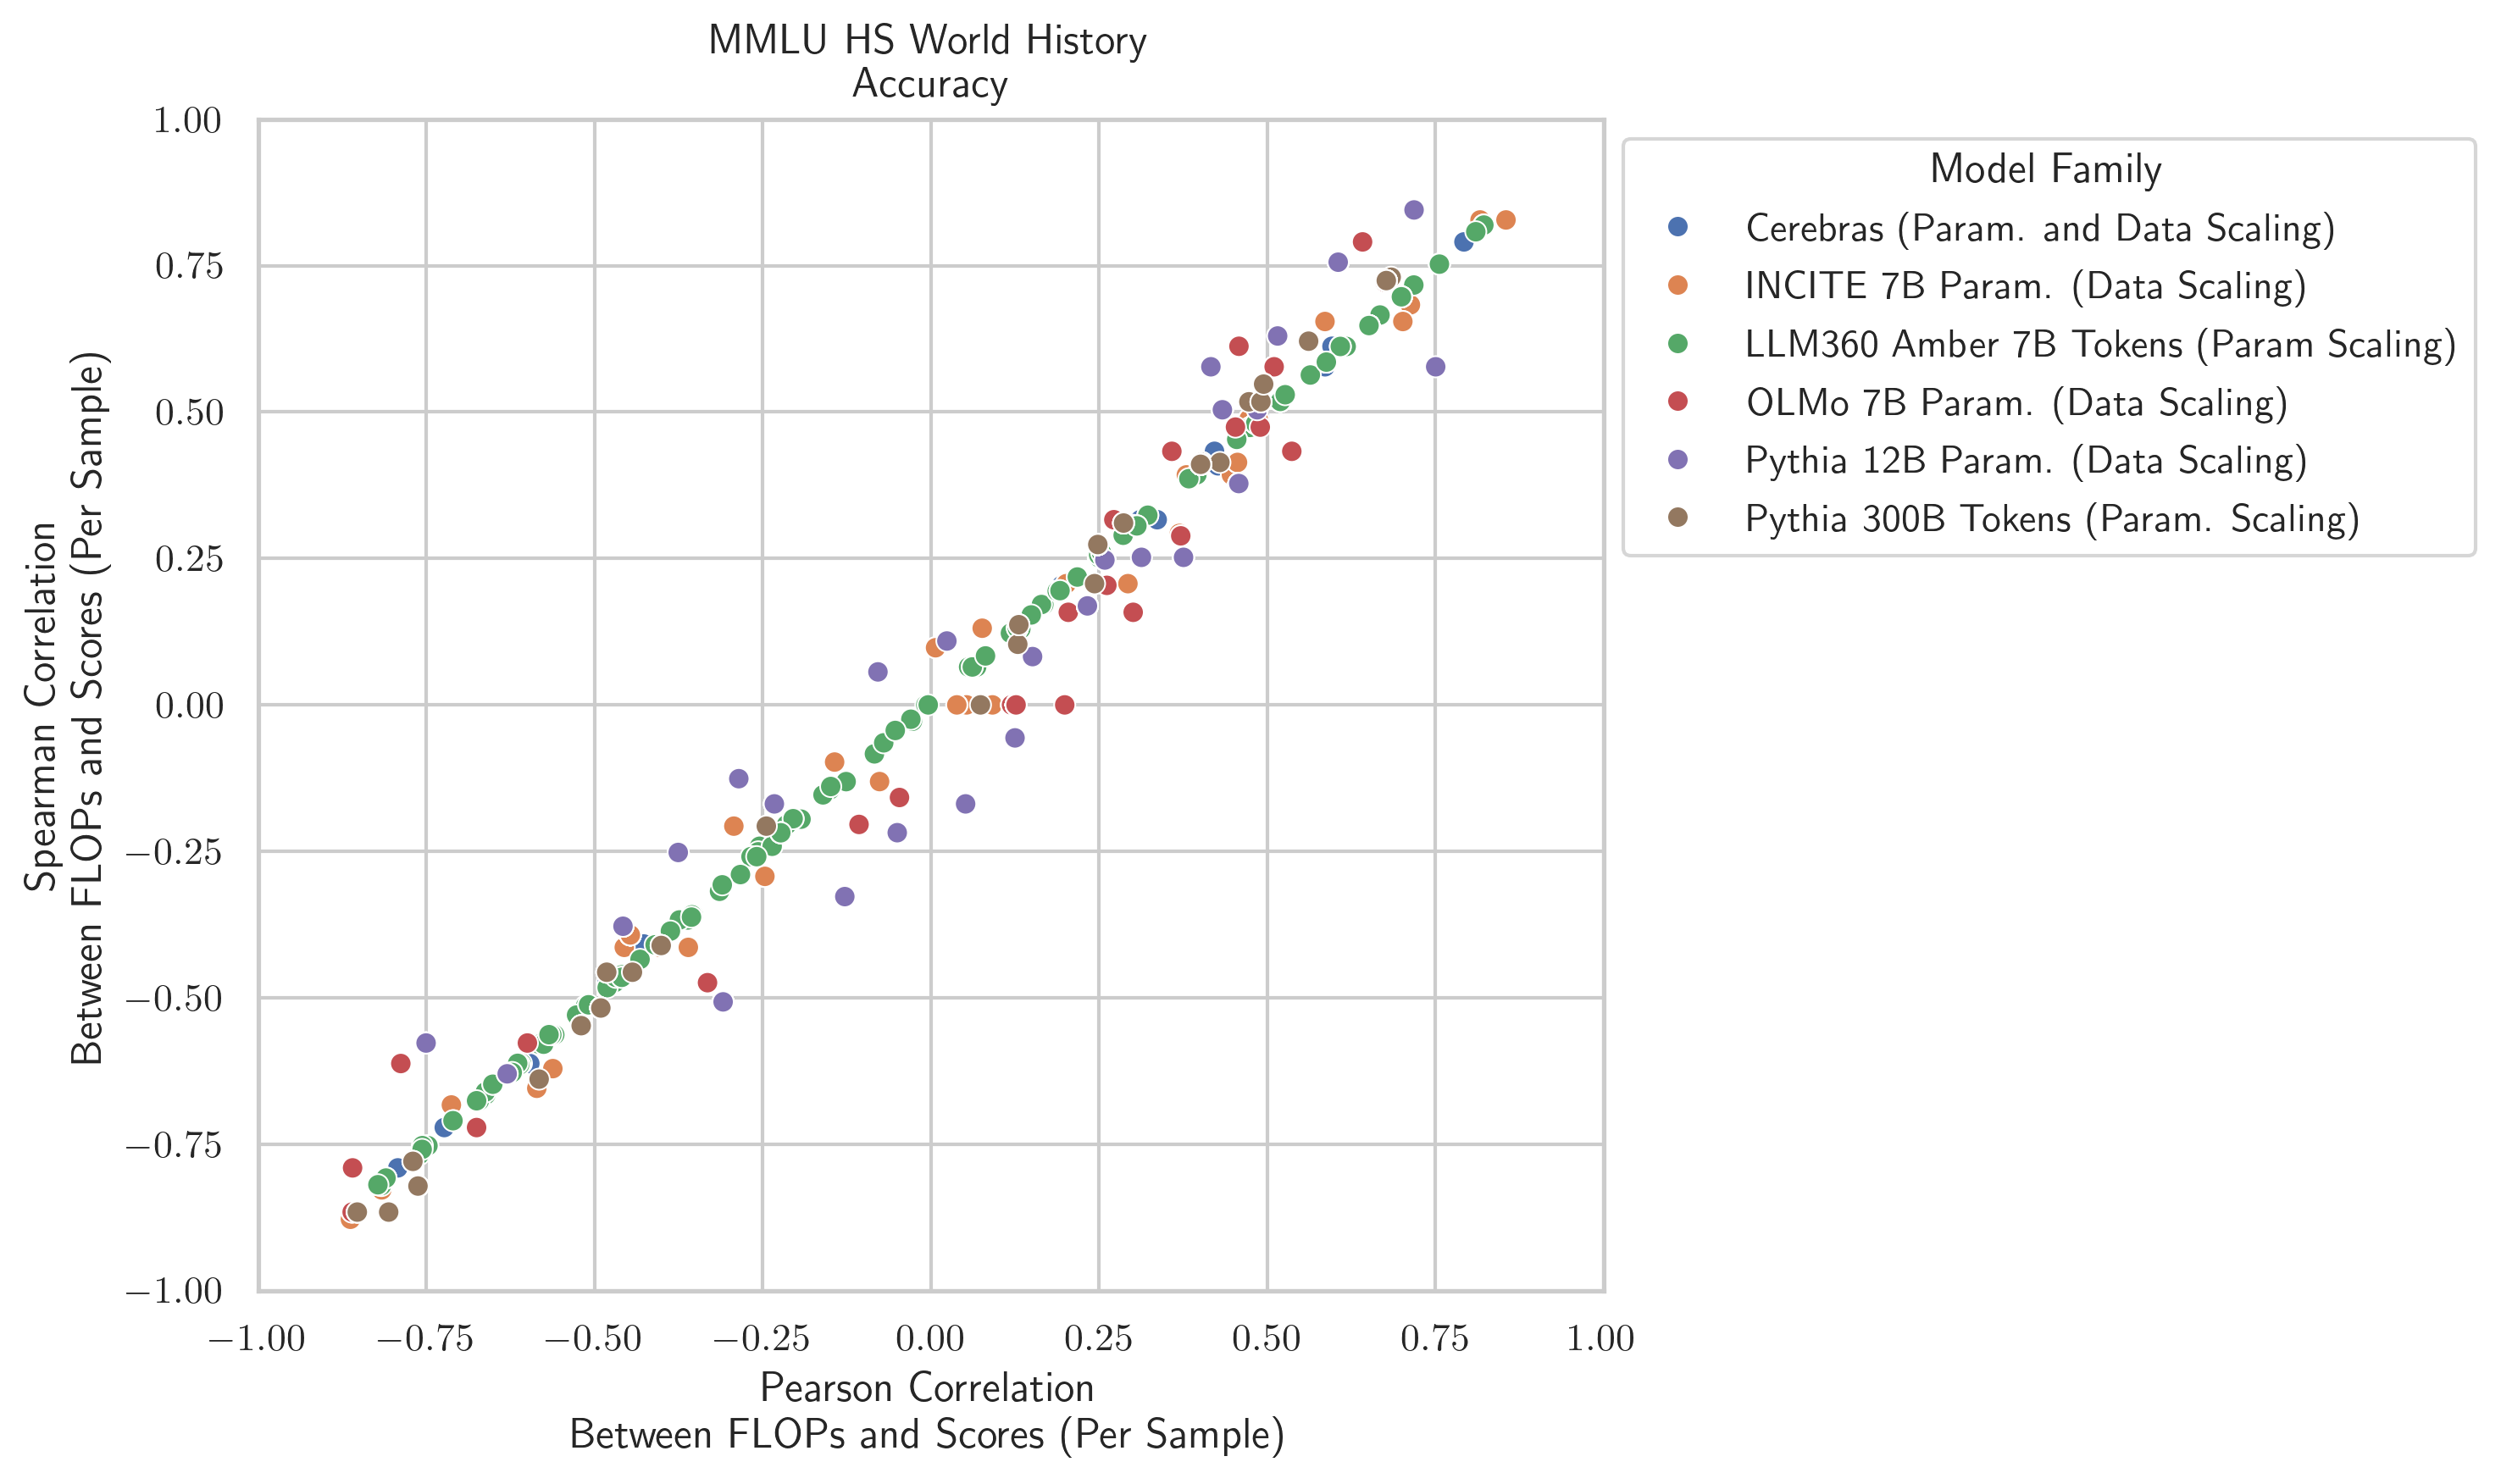 MMLU HS World History
Accuracy
Spearman Correlation
Between FLOPs and Scores (Per Sample)
1.00
0.75
0.50
0.25
0.00
−0.25
−0.50
−0.75
−1.00
−1.00
−0.75
−0.50
−0.25
0.00
0.25
0.50
0.75
1.00
Pearson Correlation
Between FLOPs and Scores (Per Sample)
Model Family
Cerebras (Param. and Data Scaling)
INCITE 7B Param. (Data Scaling)
LLM360 Amber 7B Tokens (Param Scaling)
OLMo 7B Param. (Data Scaling)
Pythia 12B Param. (Data Scaling)
Pythia 300B Tokens (Param. Scaling)